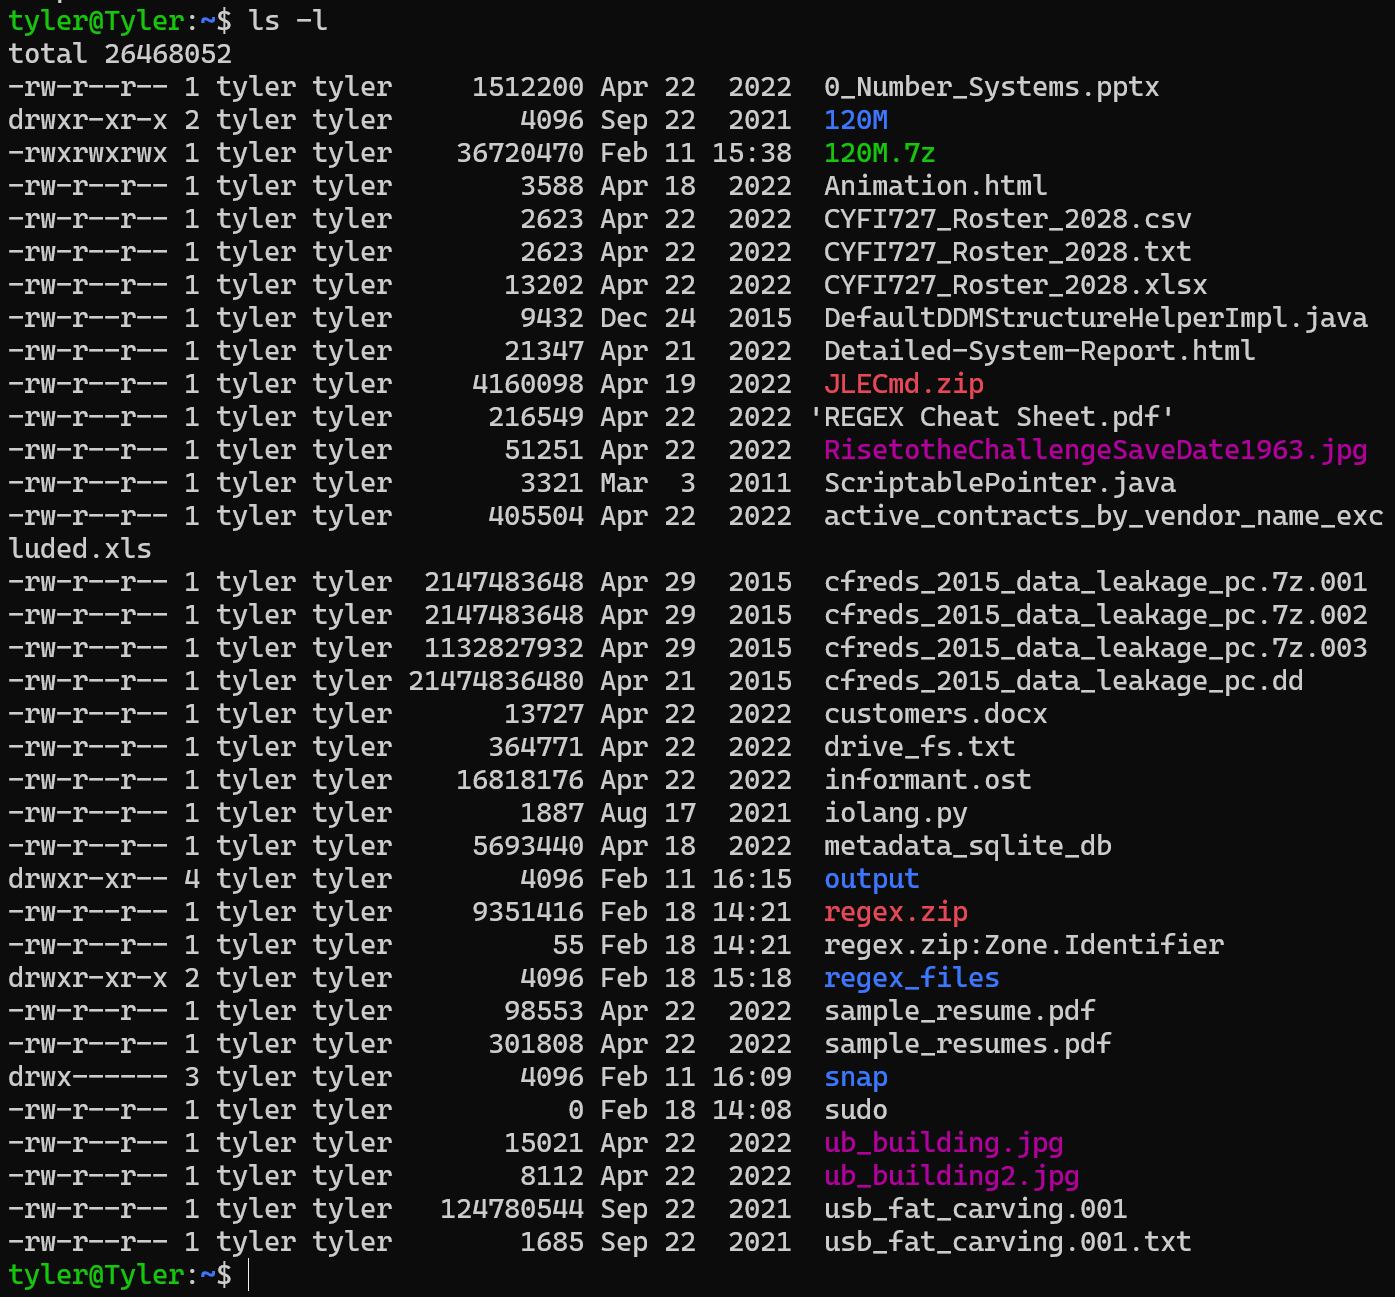 tyler@Tyler:~$ ls -l
total 26468052
-rw-r--r-- 1 tyler tyler     1512200 Apr 22  2022  0_Number_Systems.pptx
drwxr-xr-x 2 tyler tyler        4096 Sep 22  2021  120M
-rwxrwxrwx 1 tyler tyler    36720470 Feb 11 15:38  120M.7z
-rw-r--r-- 1 tyler tyler        3588 Apr 18  2022  Animation.html
-rw-r--r-- 1 tyler tyler        2623 Apr 22  2022  CYFI727_Roster_2028.csv
-rw-r--r-- 1 tyler tyler        2623 Apr 22  2022  CYFI727_Roster_2028.txt
-rw-r--r-- 1 tyler tyler       13202 Apr 22  2022  CYFI727_Roster_2028.xlsx
-rw-r--r-- 1 tyler tyler        9432 Dec 24  2015  DefaultDDMStructureHelperImpl.java
-rw-r--r-- 1 tyler tyler       21347 Apr 21  2022  Detailed-System-Report.html
-rw-r--r-- 1 tyler tyler     4160098 Apr 19  2022  JLECmd.zip
-rw-r--r-- 1 tyler tyler      216549 Apr 22  2022 'REGEX Cheat Sheet.pdf'
-rw-r--r-- 1 tyler tyler       51251 Apr 22  2022  RisetotheChallengeSaveDate1963.jpg
-rw-r--r-- 1 tyler tyler        3321 Mar  3  2011  ScriptablePointer.java
-rw-r--r-- 1 tyler tyler      405504 Apr 22  2022  active_contracts_by_vendor_name_exc
luded.xls
-rw-r--r-- 1 tyler tyler  2147483648 Apr 29  2015  cfreds_2015_data_leakage_pc.7z.001
-rw-r--r-- 1 tyler tyler  2147483648 Apr 29  2015  cfreds_2015_data_leakage_pc.7z.002
-rw-r--r-- 1 tyler tyler  1132827932 Apr 29  2015  cfreds_2015_data_leakage_pc.7z.003
-rw-r--r-- 1 tyler tyler 21474836480 Apr 21  2015  cfreds_2015_data_leakage_pc.dd
-rw-r--r-- 1 tyler tyler       13727 Apr 22  2022  customers.docx
-rw-r--r-- 1 tyler tyler      364771 Apr 22  2022  drive_fs.txt
-rw-r--r-- 1 tyler tyler    16818176 Apr 22  2022  informant.ost
-rw-r--r-- 1 tyler tyler        1887 Aug 17  2021  iolang.py
-rw-r--r-- 1 tyler tyler     5693440 Apr 18  2022  metadata_sqlite_db
drwxr-xr-- 4 tyler tyler        4096 Feb 11 16:15  output
-rw-r--r-- 1 tyler tyler     9351416 Feb 18 14:21  regex.zip
-rw-r--r-- 1 tyler tyler          55 Feb 18 14:21  regex.zip:Zone.Identifier
drwxr-xr-x 2 tyler tyler        4096 Feb 18 15:18  regex_files
-rw-r--r-- 1 tyler tyler       98553 Apr 22  2022  sample_resume.pdf
-rw-r--r-- 1 tyler tyler      301808 Apr 22  2022  sample_resumes.pdf
drwx------ 3 tyler tyler        4096 Feb 11 16:09  snap
-rw-r--r-- 1 tyler tyler           0 Feb 18 14:08  sudo
-rw-r--r-- 1 tyler tyler       15021 Apr 22  2022  ub_building.jpg
-rw-r--r-- 1 tyler tyler        8112 Apr 22  2022  ub_building2.jpg
-rw-r--r-- 1 tyler tyler   124780544 Sep 22  2021  usb_fat_carving.001
-rw-r--r-- 1 tyler tyler        1685 Sep 22  2021  usb_fat_carving.001.txt
tyler@Tyler:~$